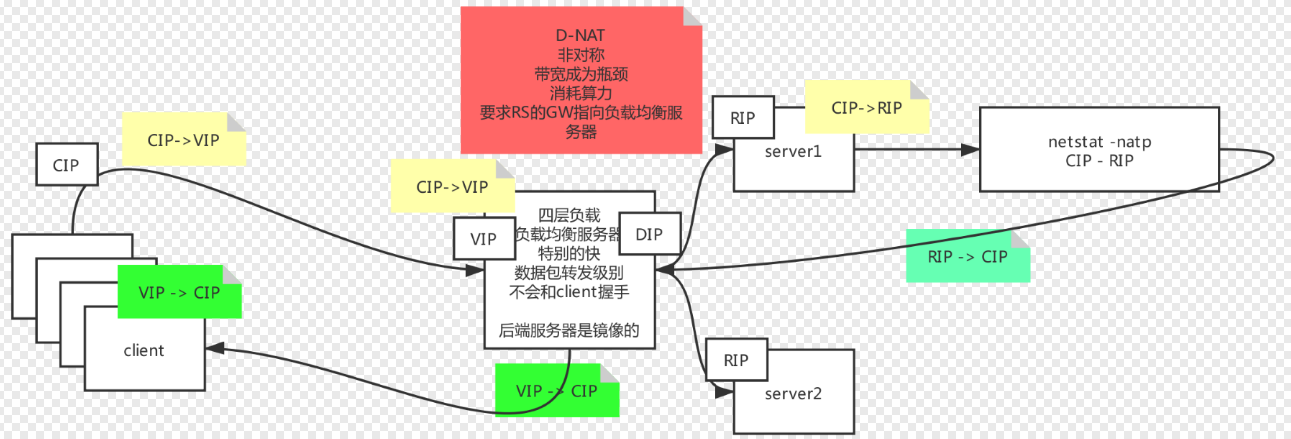 D-NAT
非对称
带宽成为瓶颈
消耗算力
要求RS的GW指向负载均衡服
务器
CIP->VIP
CIP
CIP->VIP
VIP
四层负载
负载均衡服务器
特别的快
数据包转发级别
不会和client握手
后端服务器是镜像的
DIP
RIP
server1
CIP->RIP
netstat -natp
CIP - RIP
RIP -> CIP
VIP -> CIP
client
VIP -> CIP
RIP
server2